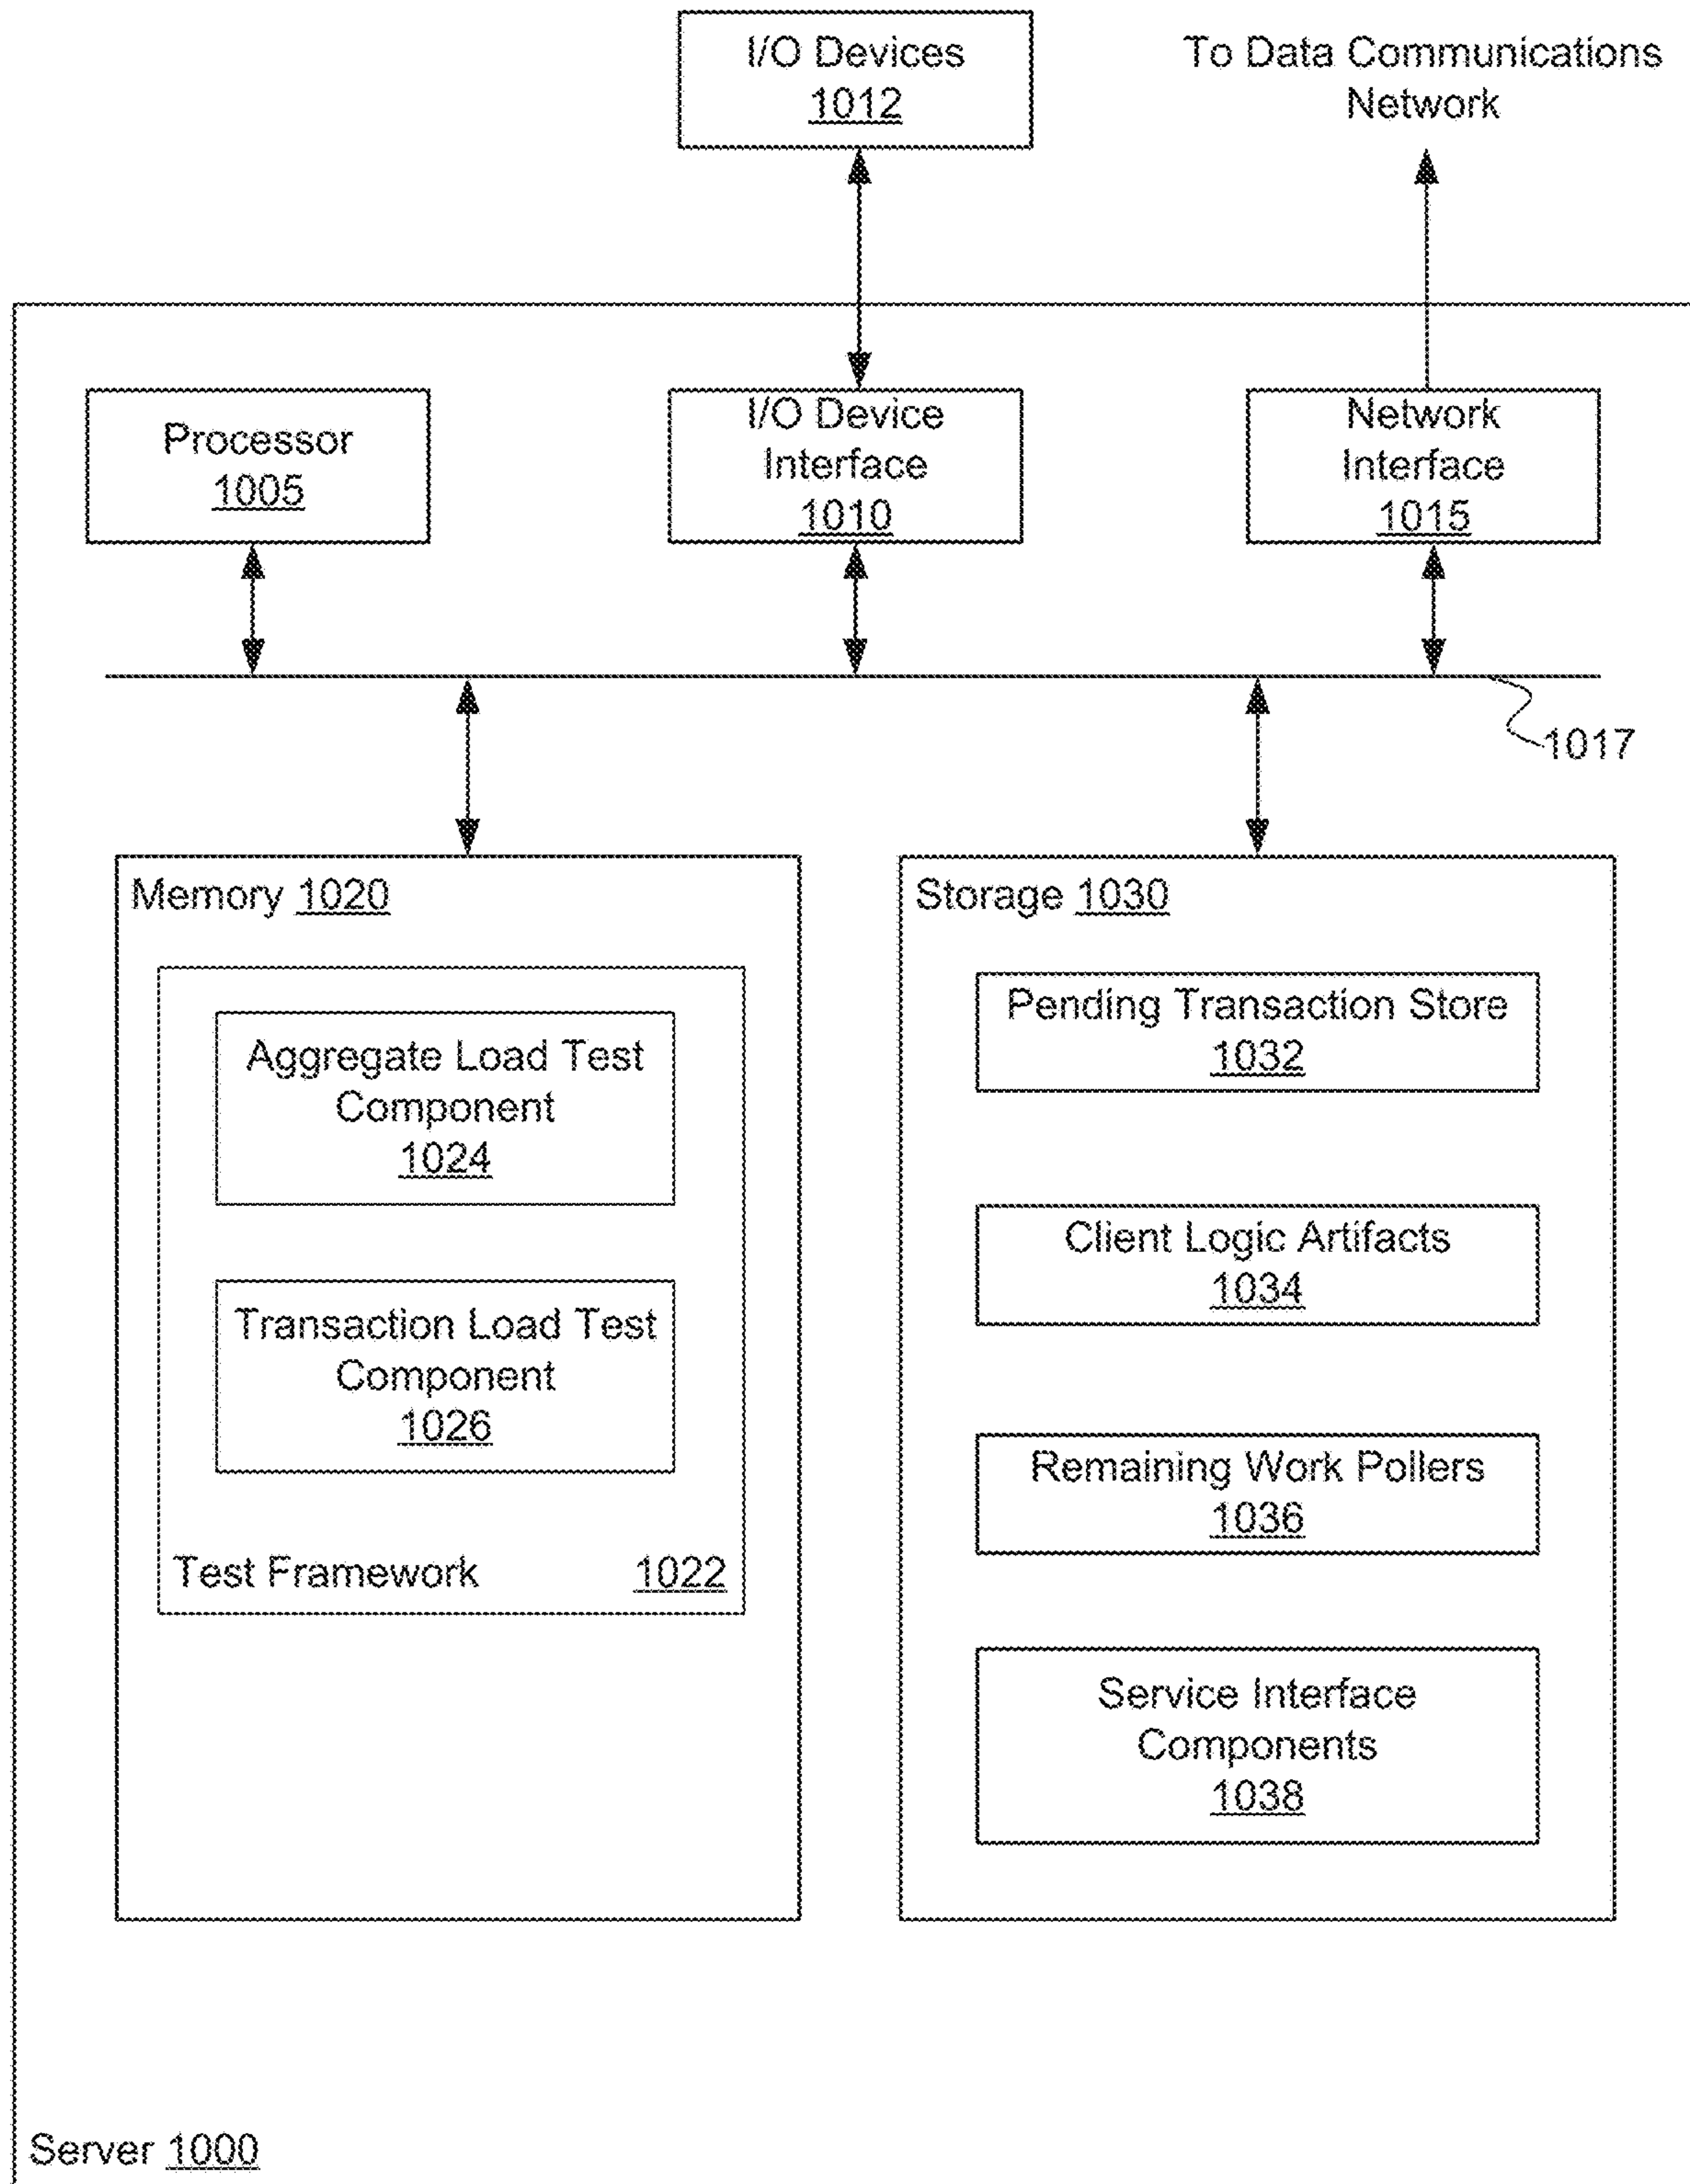 I/O Devices
1012
To Data Communications
Network
Processor
1005
I/O Device
Interface
1010
Network
Interface
1015
1017
Memory 1020
Aggregate Load Test
Component
1024
Transaction Load Test
Component
1026
Test Framework 1022
Storage 1030
Pending Transaction Store
1032
Client Logic Artifacts
1034
Remaining Work Pollers
1036
Service Interface
Components
1038
Server 1000